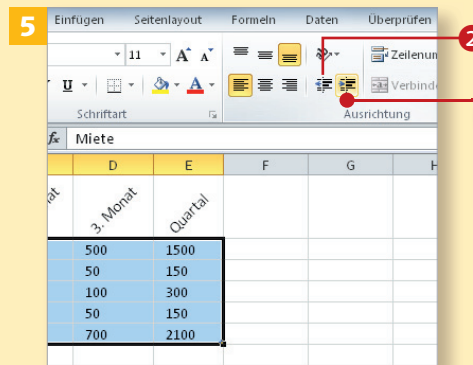 5
Einfügen Seitenlayout Formeln Daten Überprüfen
2
11 A A Zeilenum
U A Verbinde
Schriftart Ausrichtung
fx Miete
D E F G H
at 3. Monat Quartal
500 1500
50 150
100 300
50 150
700 2100